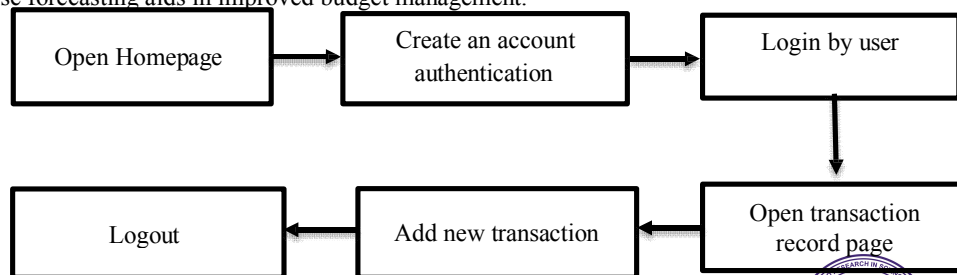 forecasting aids in improved budget management.
Open Homepage
Create an account
authentication
Login by user
Open transaction
record page
Add new transaction
Logout